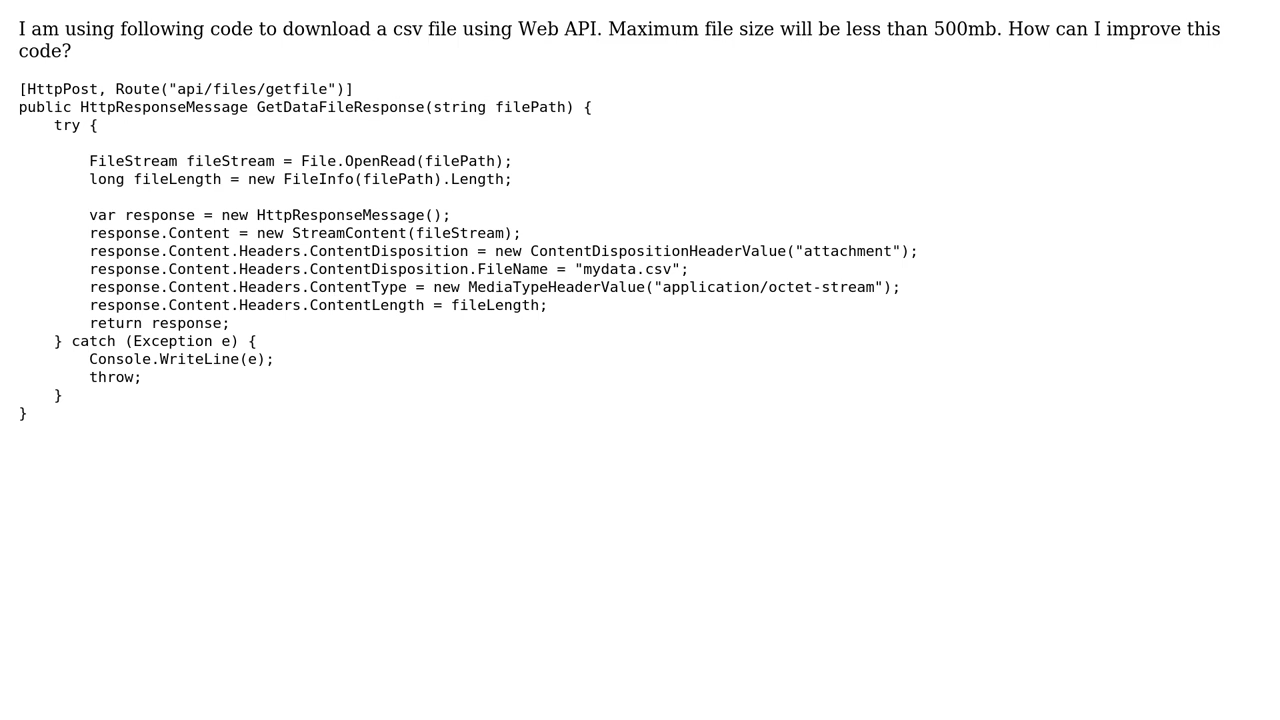 I am using following code to download a csv file using Web API. Maximum file size will be less than 500mb. How can I improve this
code?
[HttpPost, Route("api/files/getfile")]
public HttpResponseMessage GetDataFileResponse(string filePath) {
    try {
        FileStream fileStream = File.OpenRead(filePath);
        long fileLength = new FileInfo(filePath).Length;
        var response = new HttpResponseMessage();
        response.Content = new StreamContent(fileStream);
        response.Content.Headers.ContentDisposition = new ContentDispositionHeaderValue("attachment");
        response.Content.Headers.ContentDisposition.FileName = "mydata.csv";
        response.Content.Headers.ContentType = new MediaTypeHeaderValue("application/octet-stream");
        response.Content.Headers.ContentLength = fileLength;
        return response;
    } catch (Exception e) {
        Console.WriteLine(e);
        throw;
    }
}